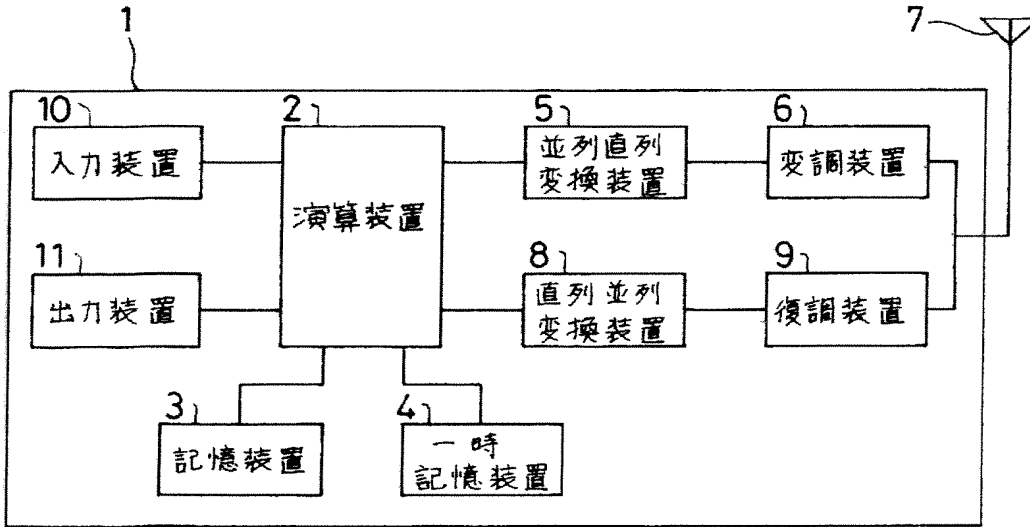 1
7
10
入力装置
2
演算装置
5
並列直列
変換装置
6
変調装置
11
出力装置
8
直列並列
変換装置
9
復調装置
3
記憶装置
4
一時
記憶装置